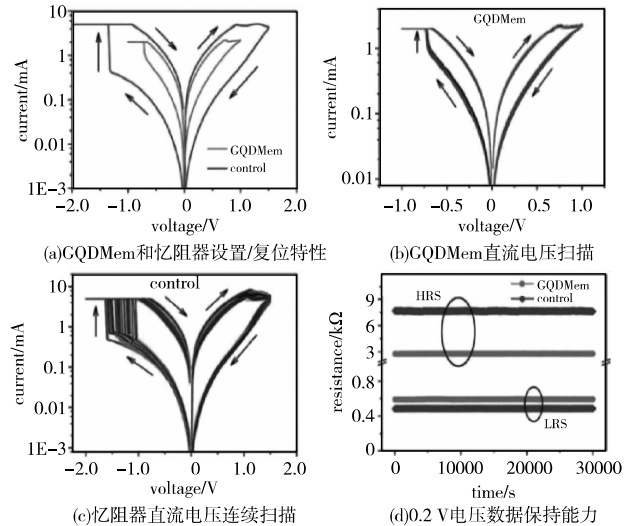 10
1
0.1
0.01
1E-3
current/mA
GQDMem
control
-2.0 -1.0 0 1.0 2.0
voltage/V
(a)GQDMem和忆阻器设置/复位特性
GQDMem
1
0.1
0.01
current/mA
-1.0 -0.5 0 0.5 1.0
voltage/V
(b)GQDMem直流电压扫描
control
10
1
0.1
0.01
1E-3
current/mA
-2.0 -1.0 0 1.0 2.0
voltage/V
(c)忆阻器直流电压连续扫描
GQDMem
control
HRS
LRS
12
9
6
3
0.8
0.4
0
resistance/kΩ
0 10000 20000 30000
time/s
(d)0.2 V电压数据保持能力